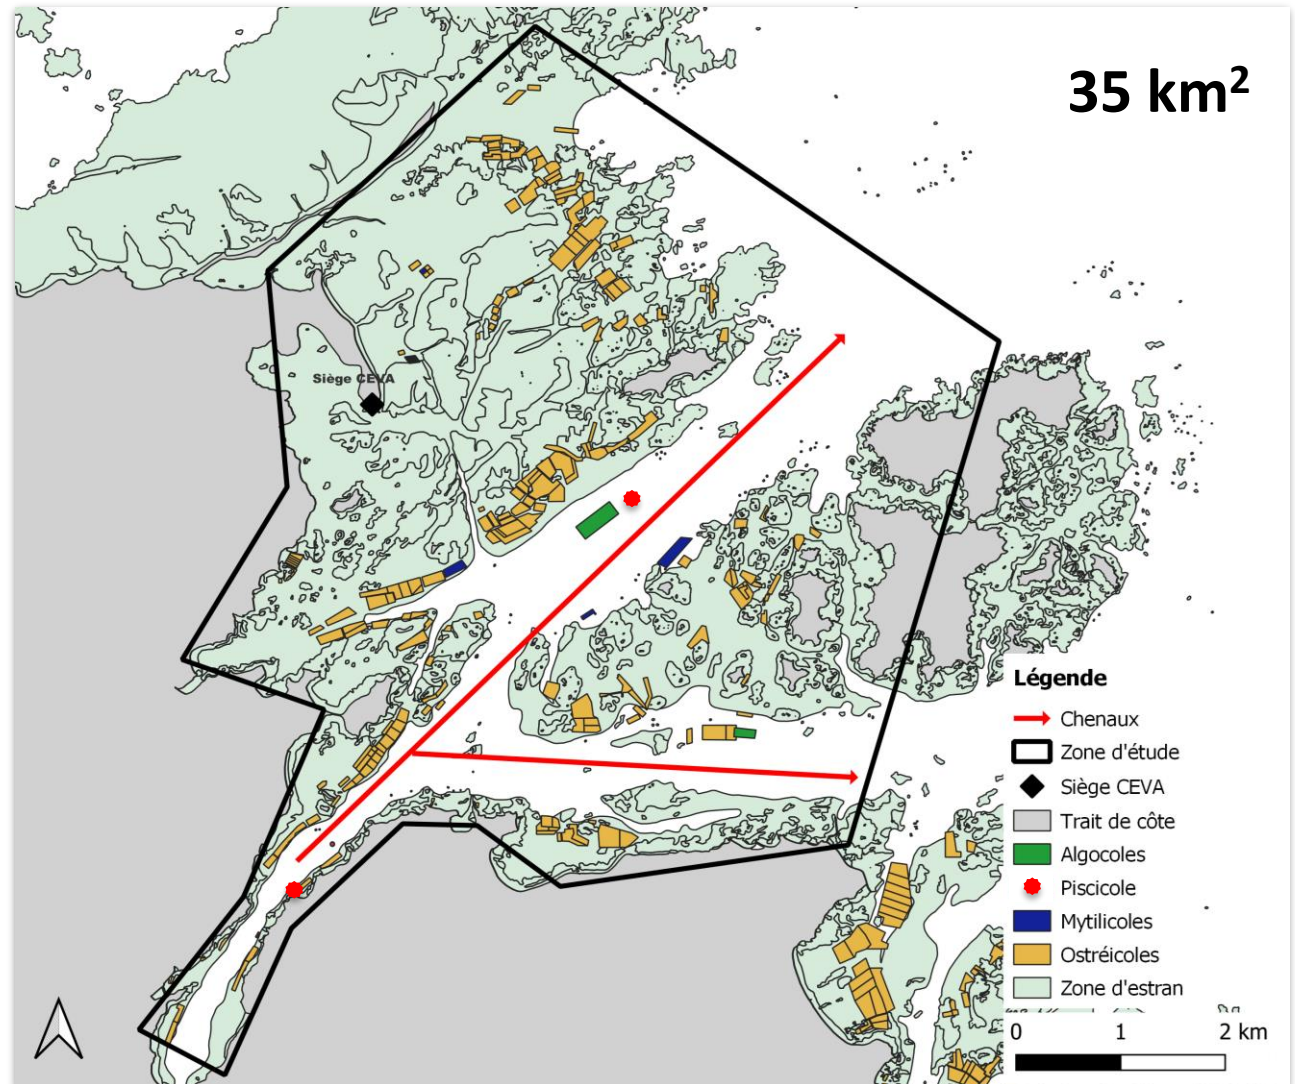 35 km²
Siège CEVA
Légende
Chenaux
Zone d'étude
Siège CEVA
Trait de côte
Algocoles
Piscicole
Mytilicoles
Ostréicoles
Zone d'estran
0 1 2 km